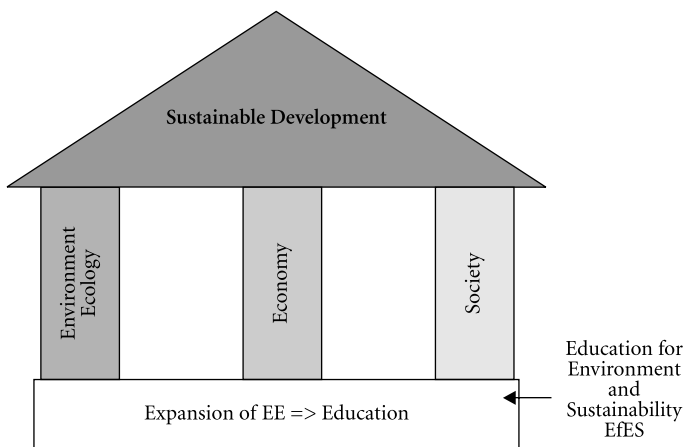 Sustainable Development
Environment
Ecology
Economy
Society
Expansion of EE => Education
Education for
Environment
and
Sustainability
EfES